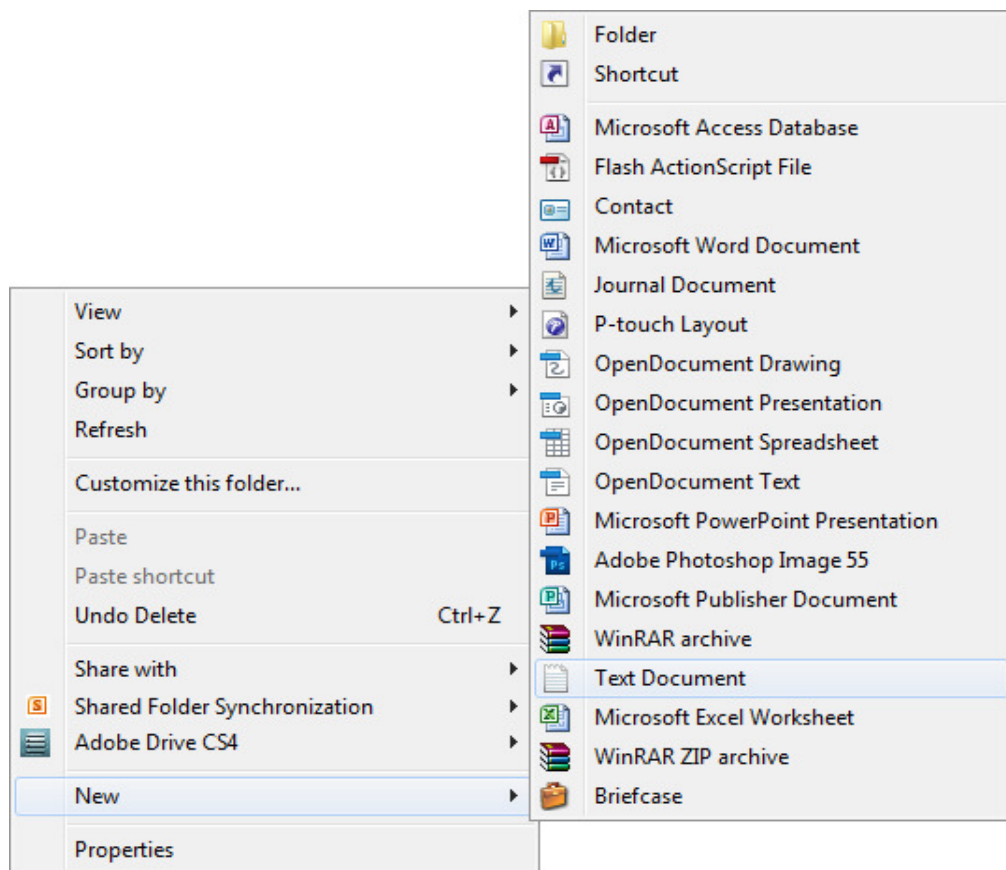 View
Sort by
Group by
Refresh
Customize this folder...
Paste
Paste shortcut
Undo Delete Ctrl+Z
Share with
Shared Folder Synchronization
Adobe Drive CS4
New
Properties
Folder
Shortcut
Microsoft Access Database
Flash ActionScript File
Contact
Microsoft Word Document
Journal Document
P-touch Layout
OpenDocument Drawing
OpenDocument Presentation
OpenDocument Spreadsheet
OpenDocument Text
Microsoft PowerPoint Presentation
Adobe Photoshop Image 55
Microsoft Publisher Document
WinRAR archive
Text Document
Microsoft Excel Worksheet
WinRAR ZIP archive
Briefcase